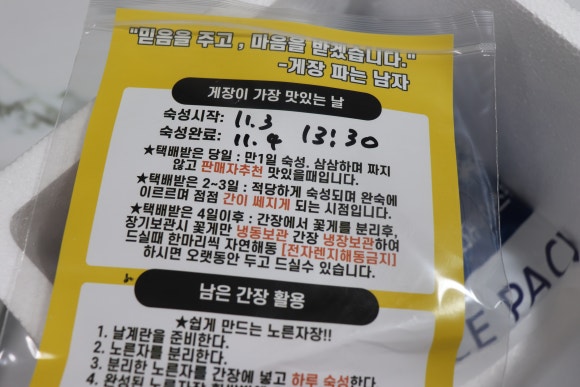 "믿음을 주고, 마음을 받겠습니다."
-게장 파는 남자
게장이 가장 맛있는 날
숙성시작: 11.3
숙성완료: 11.4 13:30
★택배받은 당일 : 만1일 숙성, 삼삼하며 짜지
않고 판매자추천 맛있을때입니다.
★택배받은 2~3일 : 적당하게 숙성되며 완숙에
이르르며 점점 간이 쎄지게 되는 시점입니다.
★택배받은 4일이후 : 간장에서 꽃게를 분리후,
장기보관시 꽃게만 냉동보관 간장 냉장보관하여
드실때 한마리씩 자연해동 [전자렌지해동금지]
하시면 오랫동안 두고 드실수 있습니다.
남은 간장 활용
★쉽게 만드는 노른자장!!
1. 날계란을 준비한다.
2. 노른자를 분리한다.
3. 분리한 노른자를 간장에 넣고 하루 숙성한다.
4. 완성된 노른자장
E PAC